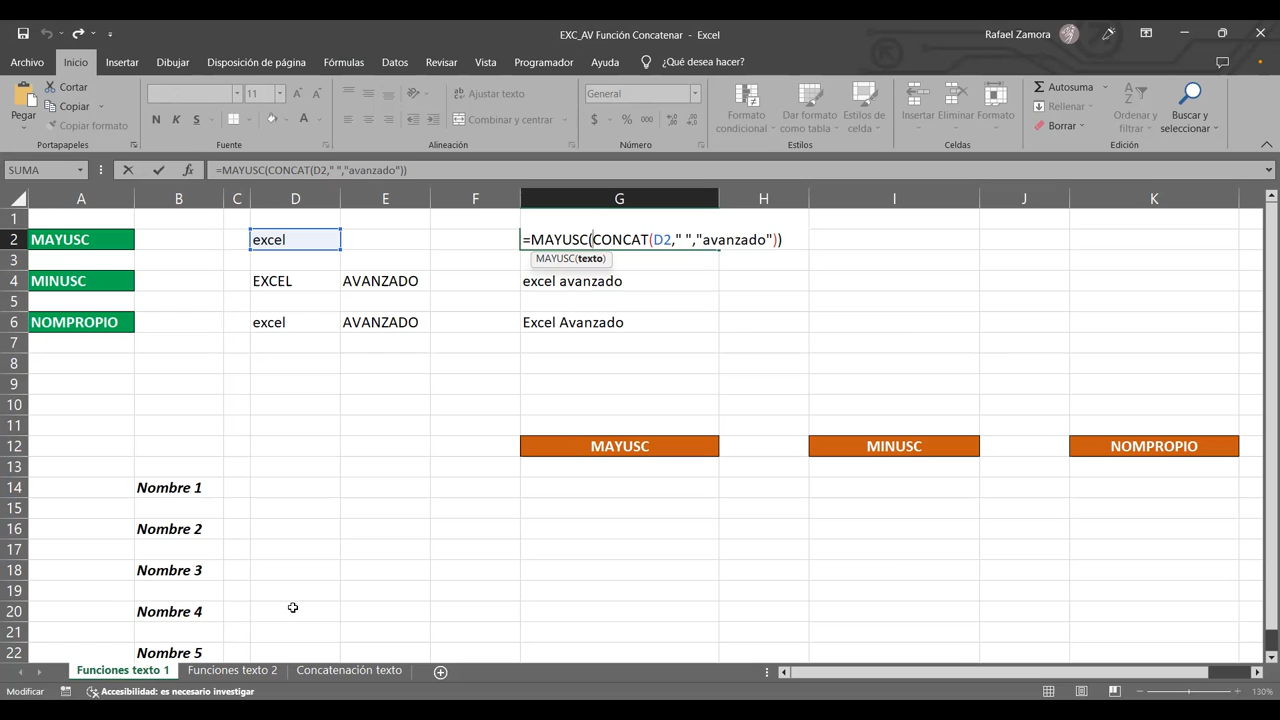 EXC_AV Función Concatenar - Excel
Rafael Zamora
Archivo Inicio Insertar Dibujar Disposición de página Fórmulas Datos Revisar Vista Programador Ayuda ¿Qué desea hacer?
Pegar
Cortar
Copiar
Copiar formato
Portapapeles
11
N K S
Fuente
Ajustar texto
Combinar y centrar
Alineación
General
$ % 000
Número
Formato condicional
Dar formato como tabla
Estilos de celda
Estilos
Insertar Eliminar Formato
Celdas
Autosuma
Rellenar
Borrar
Ordenar y filtrar
Buscar y seleccionar
Edición
SUMA
=MAYUSC(CONCAT(D2," ","avanzado"))
A B C D E F G H I J K
1
2 MAYUSC excel =MAYUSC(CONCAT(D2," ","avanzado"))
MAYUSC(texto)
3
4 MINUSC EXCEL AVANZADO excel avanzado
5
6 NOMPROPIO excel AVANZADO Excel Avanzado
7
8
9
10
11
12 MAYUSC MINUSC NOMPROPIO
13
14 Nombre 1
15
16 Nombre 2
17
18 Nombre 3
19
20 Nombre 4
21
22 Nombre 5
Funciones texto 1 Funciones texto 2 Concatenación texto
Modificar Accesibilidad: es necesario investigar 130%